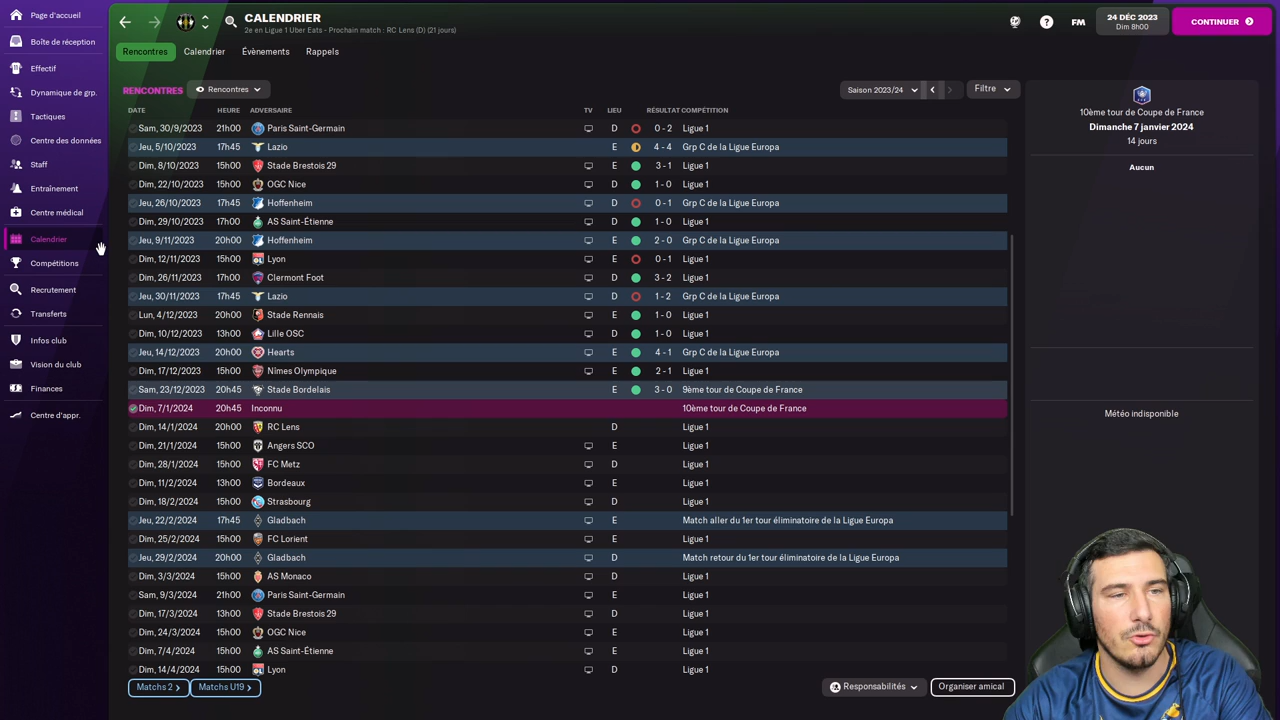 Page d'accueil
CALENDRIER
2e en Ligue 1 Uber Eats - Prochain match : RC Lens (D) (21 jours)
FM
24 DÉC 2023
Dim 8h00
CONTINUER
Boîte de réception
Effectif
Dynamique de grp.
Tactiques
Centre des données
Staff
Entraînement
Centre médical
Calendrier
Compétitions
Recrutement
Transferts
Infos club
Vision du club
Finances
Centre d'appr.
Rencontres Calendrier Évènements Rappels
RENCONTRES Rencontres Saison 2023/24 Filtre
DATE HEURE ADVERSAIRE TV LIEU RÉSULTAT COMPÉTITION
Sam, 30/9/2023 21h00 Paris Saint-Germain D 0 - 2 Ligue 1
Jeu, 5/10/2023 17h45 Lazio E 4 - 4 Grp C de la Ligue Europa
Dim, 8/10/2023 15h00 Stade Brestois 29 E 3 - 1 Ligue 1
Dim, 22/10/2023 15h00 OGC Nice D 1 - 0 Ligue 1
Jeu, 26/10/2023 17h45 Hoffenheim D 0 - 1 Grp C de la Ligue Europa
Dim, 29/10/2023 17h00 AS Saint-Étienne D 1 - 0 Ligue 1
Jeu, 9/11/2023 20h00 Hoffenheim E 2 - 0 Grp C de la Ligue Europa
Dim, 12/11/2023 15h00 Lyon E 0 - 1 Ligue 1
Dim, 26/11/2023 17h00 Clermont Foot D 3 - 2 Ligue 1
Jeu, 30/11/2023 17h45 Lazio D 1 - 2 Grp C de la Ligue Europa
Lun, 4/12/2023 20h00 Stade Rennais E 1 - 0 Ligue 1
Dim, 10/12/2023 13h00 Lille OSC D 1 - 0 Ligue 1
Jeu, 14/12/2023 20h00 Hearts E 4 - 1 Grp C de la Ligue Europa
Dim, 17/12/2023 15h00 Nîmes Olympique E 2 - 1 Ligue 1
Sam, 23/12/2023 20h45 Stade Bordelais E 3 - 0 9ème tour de Coupe de France
Dim, 7/1/2024 20h45 Inconnu 10ème tour de Coupe de France
Dim, 14/1/2024 20h00 RC Lens D Ligue 1
Dim, 21/1/2024 15h00 Angers SCO E Ligue 1
Dim, 28/1/2024 15h00 FC Metz D Ligue 1
Dim, 11/2/2024 13h00 Bordeaux E Ligue 1
Dim, 18/2/2024 15h00 Strasbourg D Ligue 1
Jeu, 22/2/2024 17h45 Gladbach E Match aller du 1er tour éliminatoire de la Ligue Europa
Dim, 25/2/2024 15h00 FC Lorient E Ligue 1
Jeu, 29/2/2024 20h00 Gladbach D Match retour du 1er tour éliminatoire de la Ligue Europa
Dim, 3/3/2024 15h00 AS Monaco D Ligue 1
Sam, 9/3/2024 21h00 Paris Saint-Germain E Ligue 1
Dim, 17/3/2024 13h00 Stade Brestois 29 D Ligue 1
Dim, 24/3/2024 15h00 OGC Nice E Ligue 1
Dim, 7/4/2024 15h00 AS Saint-Étienne E Ligue 1
Dim, 14/4/2024 15h00 Lyon D Ligue 1
Matchs 2 Matchs U19 Responsabilités Organiser amical
10ème tour de Coupe de France
Dimanche 7 janvier 2024
14 jours
Aucun
Météo indisponible